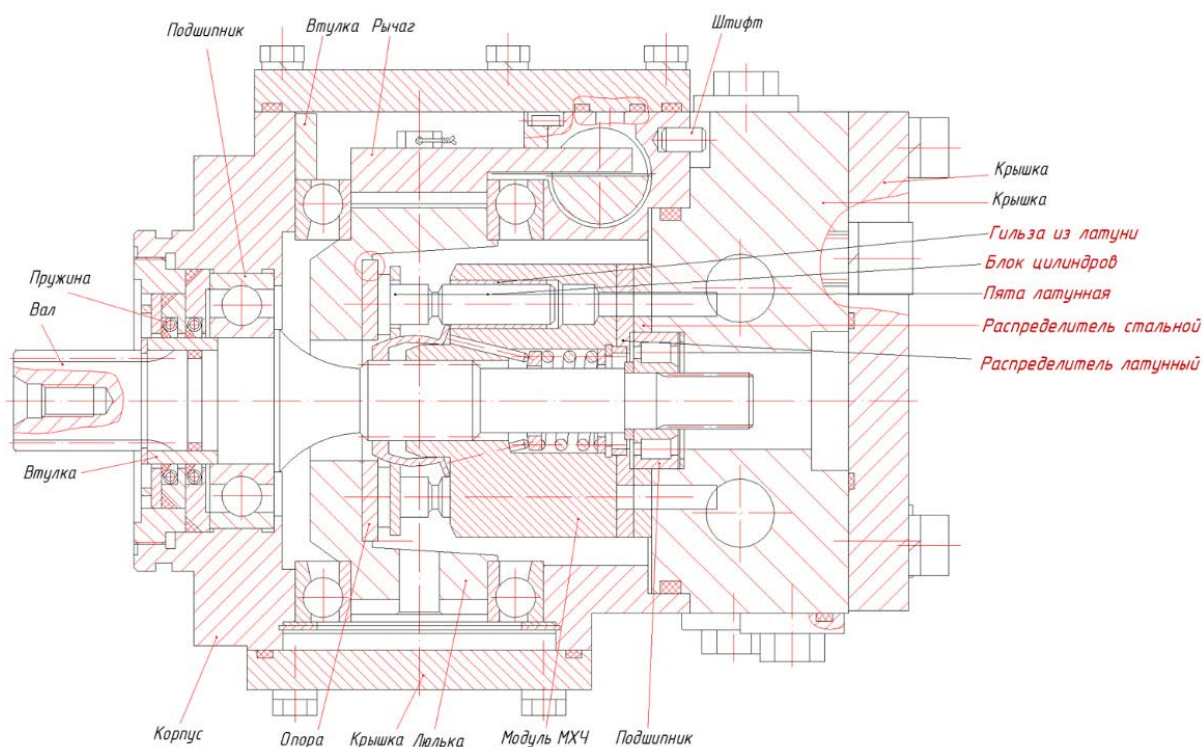 Подшипник
Втулка
Рычаг
Штифт
Крышка
Крышка
Гильза из латуни
Блок цилиндров
Пята латунная
Распределитель стальной
Распределитель латунный
Пружина
Вал
Втулка
Корпус
Опора
Крышка
Люлька
Модуль МХЧ
Подшипник